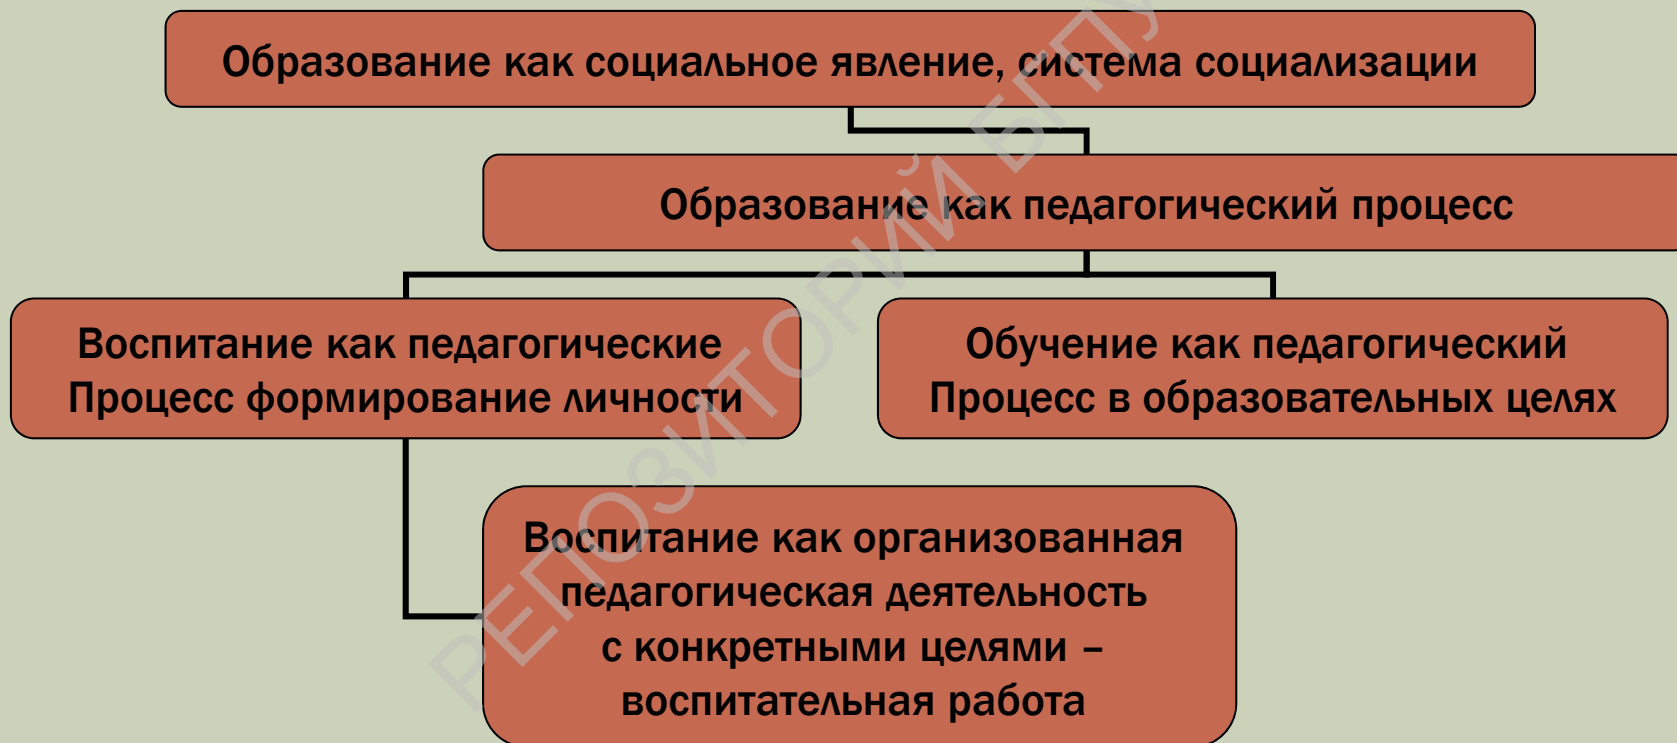 Образование как социальное явление, система социализации
Образование как педагогический процесс
Воспитание как педагогические
Процесс формирование личности
Обучение как педагогический
Процесс в образовательных целях
Воспитание как организованная
педагогическая деятельность
с конкретными целями –
воспитательная работа
РЕПОЗИТОРИЙ БГПУ